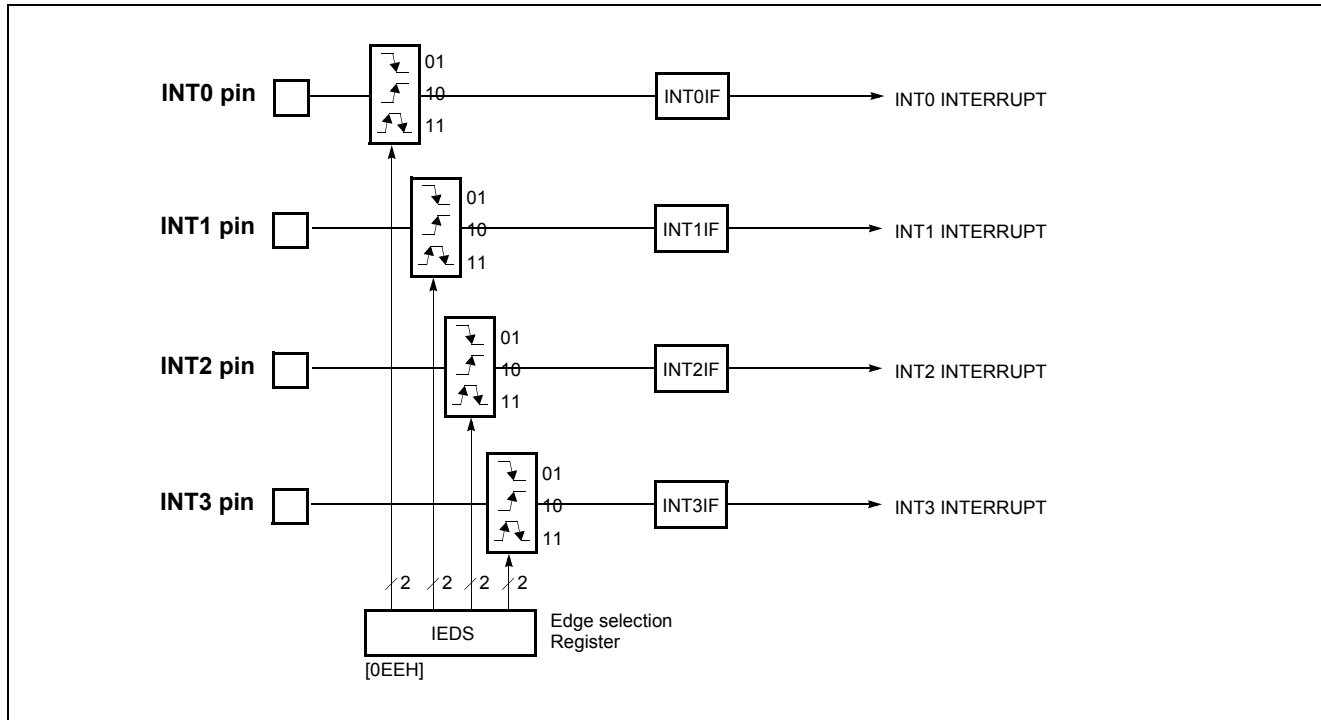 01
INT0 pin
10
INT0IF
INT0 INTERRUPT
11
01
INT1 pin
10
INT1IF
INT1 INTERRUPT
11
01
INT2 pin
10
INT2IF
INT2 INTERRUPT
11
01
INT3 pin
10
INT3IF
INT3 INTERRUPT
11
2
2
2
2
IEDS
Edge selection
Register
[0EEH]